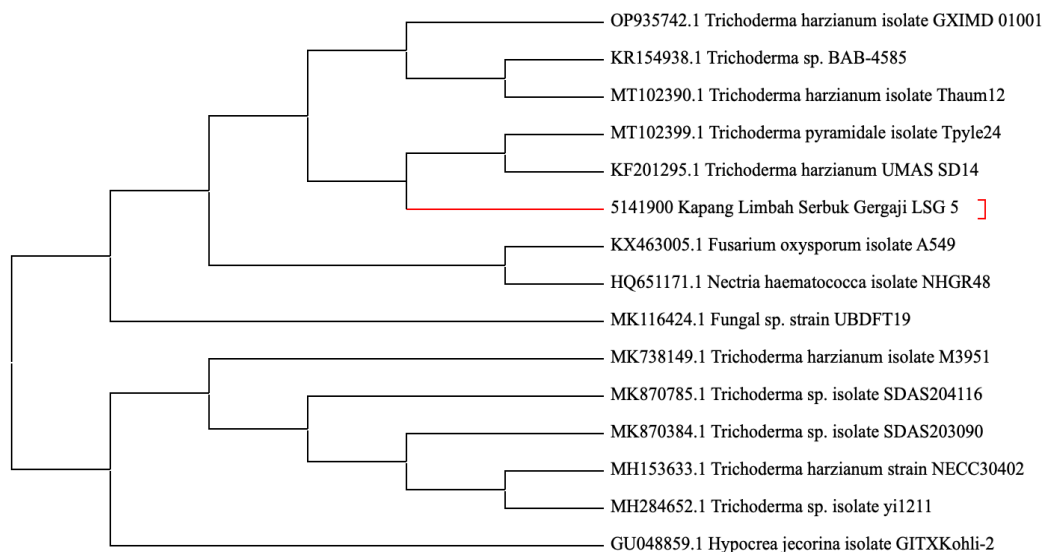 OP935742.1 Trichoderma harzianum isolate GXIMD 01001
KR154938.1 Trichoderma sp. BAB-4585
MT102390.1 Trichoderma harzianum isolate Thaum12
MT102399.1 Trichoderma pyramidale isolate Tpyle24
KF201295.1 Trichoderma harzianum UMAS SD14
5141900 Kapang Limbah Serbuk Gergaji LSG 5
KX463005.1 Fusarium oxysporum isolate A549
HQ651171.1 Nectria haematococca isolate NHGR48
MK116424.1 Fungal sp. strain UBDFT19
MK738149.1 Trichoderma harzianum isolate M3951
MK870785.1 Trichoderma sp. isolate SDAS204116
MK870384.1 Trichoderma sp. isolate SDAS203090
MH153633.1 Trichoderma harzianum strain NECC30402
MH284652.1 Trichoderma sp. isolate yi1211
GU048859.1 Hypocrea jecorina isolate GITXKohli-2